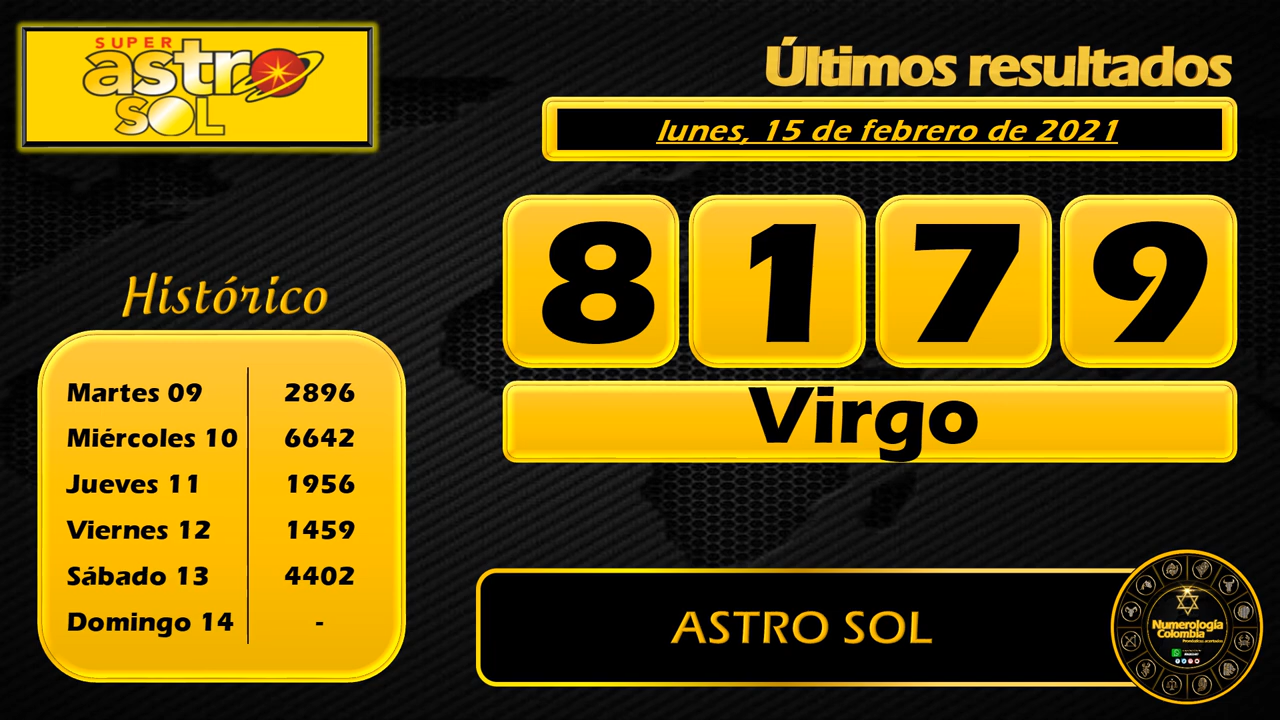 SUPER
astro
SOL
Últimos resultados
lunes, 15 de febrero de 2021
8 1 7 9
Virgo
Histórico
Martes 09 2896
Miércoles 10 6642
Jueves 11 1956
Viernes 12 1459
Sábado 13 4402
Domingo 14 -
ASTRO SOL
Numerología
Colombia